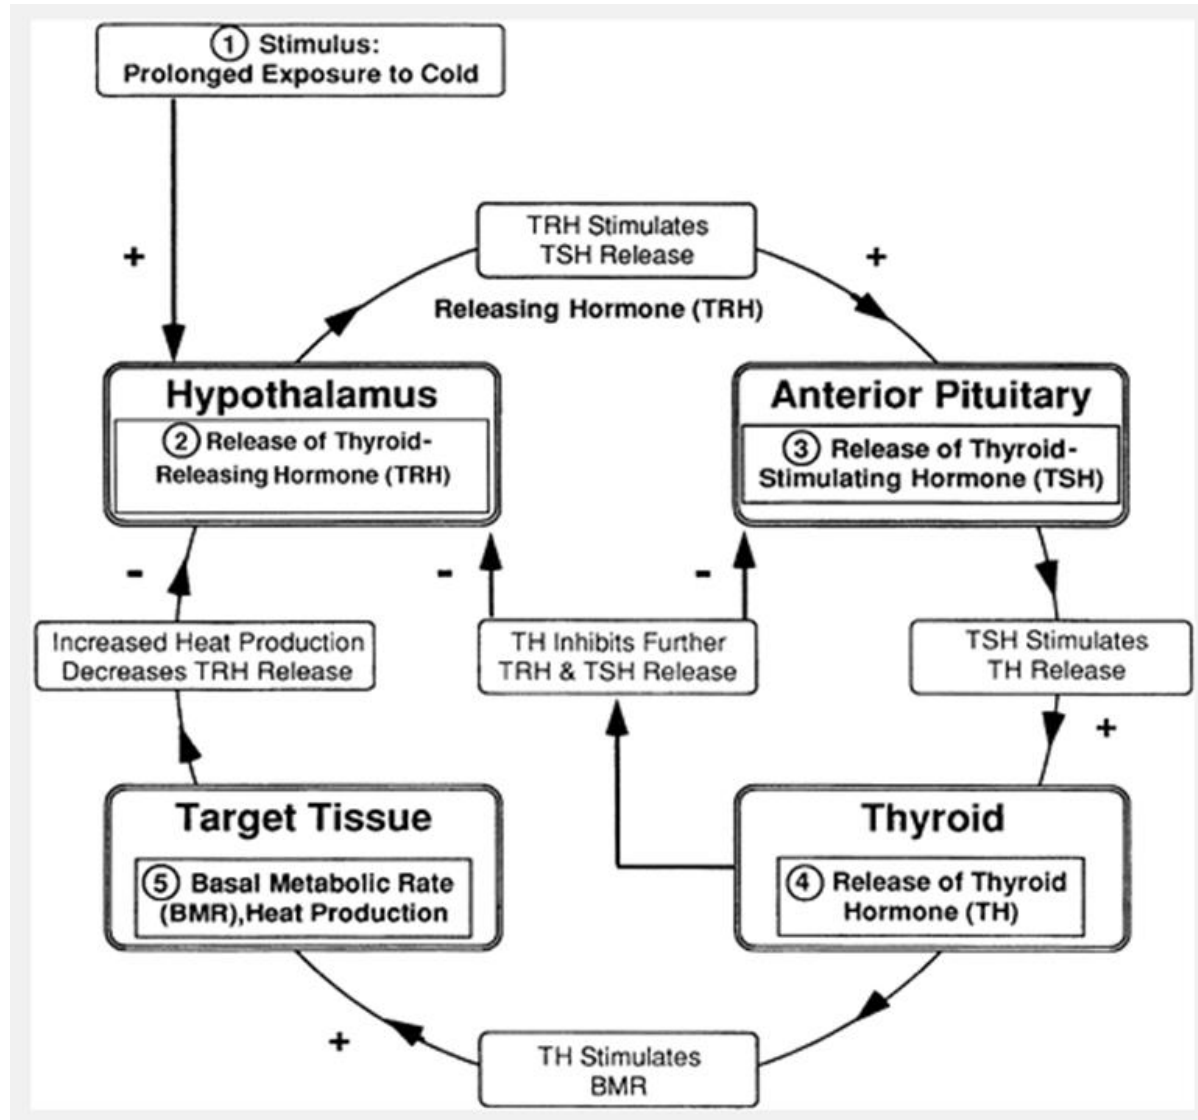 ① Stimulus:
Prolonged Exposure to Cold
+
TRH Stimulates
TSH Release
+
Releasing Hormone (TRH)
Hypothalamus
② Release of Thyroid-
Releasing Hormone (TRH)
Anterior Pituitary
③ Release of Thyroid-
Stimulating Hormone (TSH)
-
-
-
Increased Heat Production
Decreases TRH Release
TH Inhibits Further
TRH & TSH Release
TSH Stimulates
TH Release
+
Target Tissue
⑤ Basal Metabolic Rate
(BMR),Heat Production
Thyroid
④ Release of Thyroid
Hormone (TH)
+
TH Stimulates
BMR